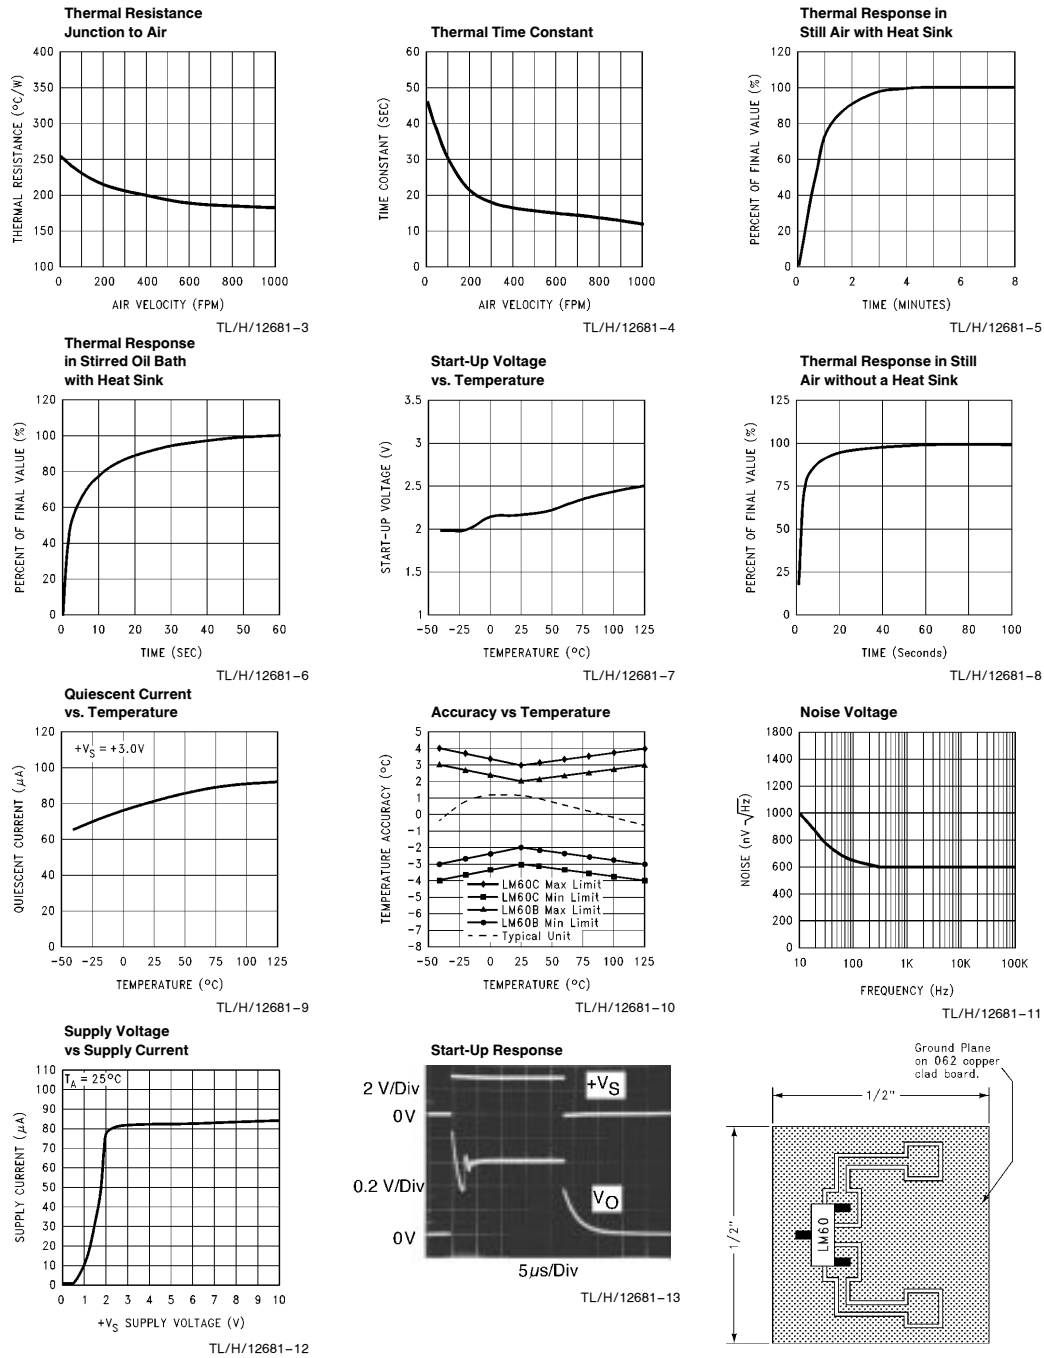 Thermal Resistance
Junction to Air
400
350
300
250
200
150
100
THERMAL RESISTANCE (°C/W)
0 200 400 600 800 1000
AIR VELOCITY (FPM)
TL/H/12681–3
Thermal Time Constant
60
50
40
30
20
10
0
TIME CONSTANT (SEC)
0 200 400 600 800 1000
AIR VELOCITY (FPM)
TL/H/12681–4
Thermal Response in
Still Air with Heat Sink
120
100
80
60
40
20
0
PERCENT OF FINAL VALUE (%)
0 2 4 6 8
TIME (MINUTES)
TL/H/12681–5
Thermal Response
in Stirred Oil Bath
with Heat Sink
120
100
80
60
40
20
0
PERCENT OF FINAL VALUE (%)
0 10 20 30 40 50 60
TIME (SEC)
TL/H/12681–6
Start-Up Voltage
vs. Temperature
3.5
3
2.5
2
1.5
1
START-UP VOLTAGE (V)
−50 −25 0 25 50 75 100 125
TEMPERATURE (°C)
TL/H/12681–7
Thermal Response in Still
Air without a Heat Sink
125
100
75
50
25
0
PERCENT OF FINAL VALUE (%)
0 20 40 60 80 100
TIME (Seconds)
TL/H/12681–8
Quiescent Current
vs. Temperature
120
100
80
60
40
20
0
QUIESCENT CURRENT (μA)
+VS = +3.0V
−50 −25 0 25 50 75 100 125
TEMPERATURE (°C)
TL/H/12681–9
Accuracy vs Temperature
5
4
3
2
1
0
−1
−2
−3
−4
−5
−6
−7
−8
TEMPERATURE ACCURACY (°C)
LM60C Max Limit
LM60C Min Limit
LM60B Max Limit
LM60B Min Limit
Typical Unit
−50 −25 0 25 50 75 100 125
TEMPERATURE (°C)
TL/H/12681–10
Noise Voltage
1800
1400
1200
1000
800
600
400
200
0
NOISE (nV √Hz)
10 100 1K 10K 100K
FREQUENCY (Hz)
TL/H/12681–11
Supply Voltage
vs Supply Current
110
100
90
80
70
60
50
40
30
20
10
0
SUPPLY CURRENT (μA)
TA = 25°C
0 1 2 3 4 5 6 7 8 9 10
+VS SUPPLY VOLTAGE (V)
TL/H/12681–12
Start-Up Response
2 V/Div
0V
+VS
0.2 V/Div
VO
0V
5μs/Div
TL/H/12681–13
Ground Plane
on 062 copper
clad board.
1/2"
1/2"
LM60